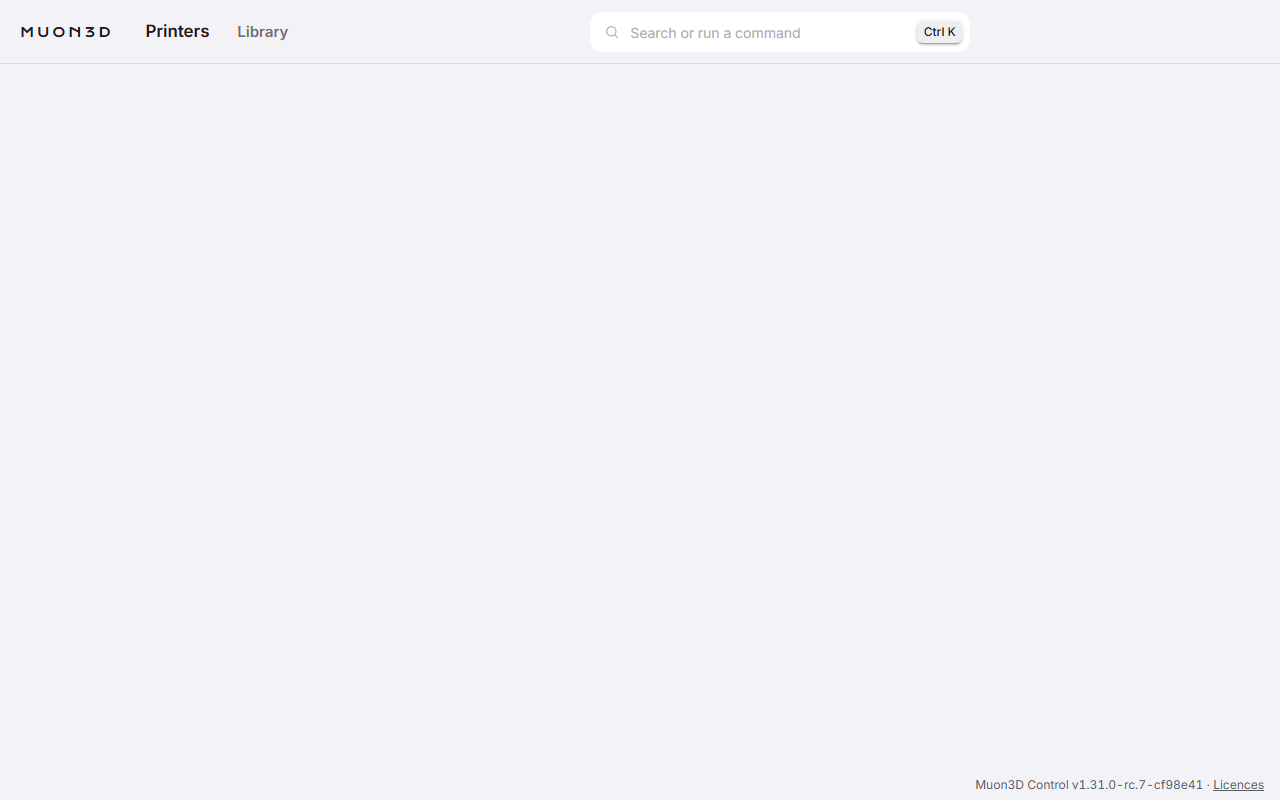 MUON3D
Printers
Library
Search or run a command
Ctrl K
Muon3D Control v1.31.0-rc.7-cf98e41 · Licences